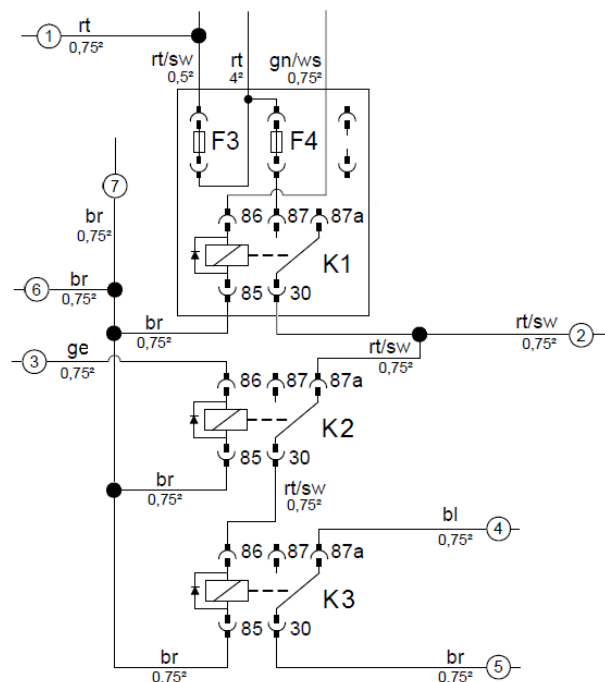 1 rt
0,75²
rt/sw
0,5²
rt
4²
gn/ws
0,75²
F3
F4
7
br
0,75²
86 87 87a
K1
6 br
0,75²
85 30
br
0,75²
rt/sw 2
0,75²
rt/sw
0,75²
3 ge
0,75²
86 87 87a
K2
85 30
br
0,75²
rt/sw
0,75²
86 87 87a
bl 4
0,75²
K3
85 30
br
0,75²
br 5
0,75²